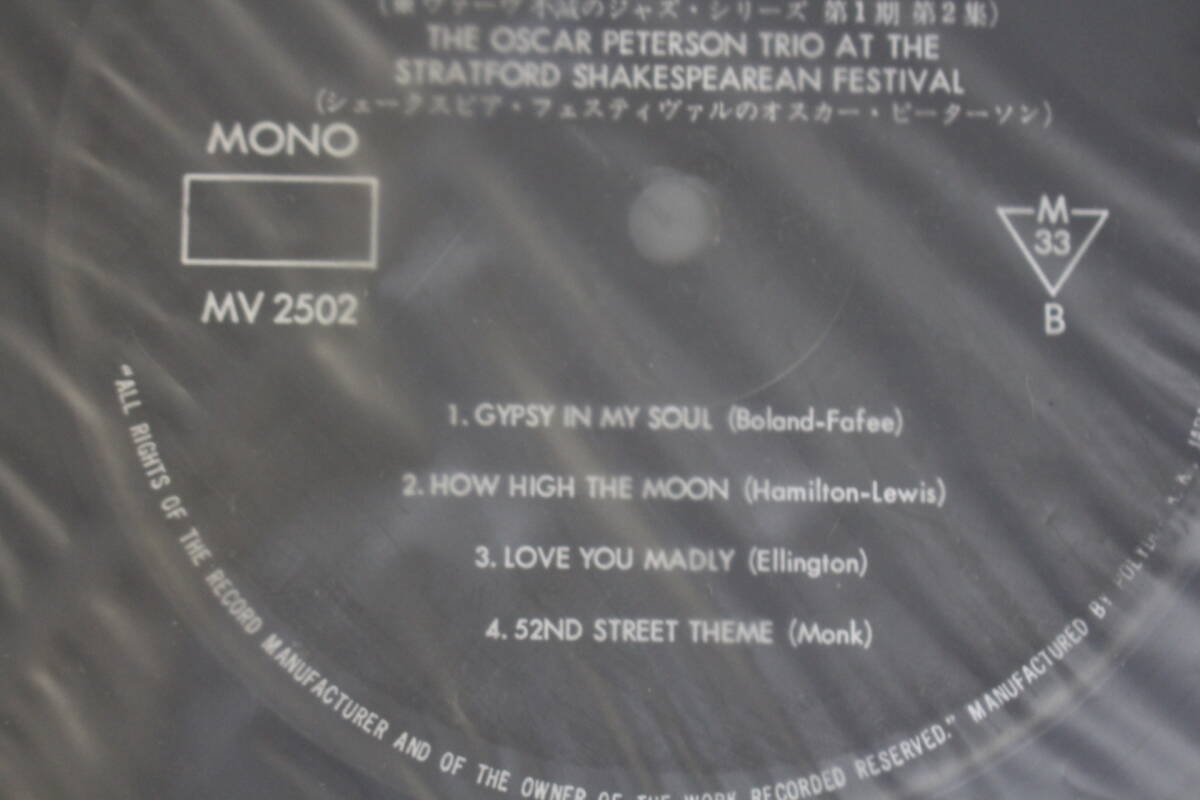 ヴァーヴ不滅のジャズ・シリーズ 第1期 第2集)
THE OSCAR PETERSON TRIO AT THE
STRATFORD SHAKESPEAREAN FESTIVAL
(シェークスピア・フェスティヴァルのオスカー・ピーターソン)
MONO
MV 2502
M
33
B
1. GYPSY IN MY SOUL (Boland-Fafee)
2. HOW HIGH THE MOON (Hamilton-Lewis)
3. LOVE YOU MADLY (Ellington)
4. 52ND STREET THEME (Monk)
"ALL RIGHTS OF THE RECORD MANUFACTURER AND OF THE OWNER OF THE WORK RECORDED RESERVED." MANUFACTURED BY